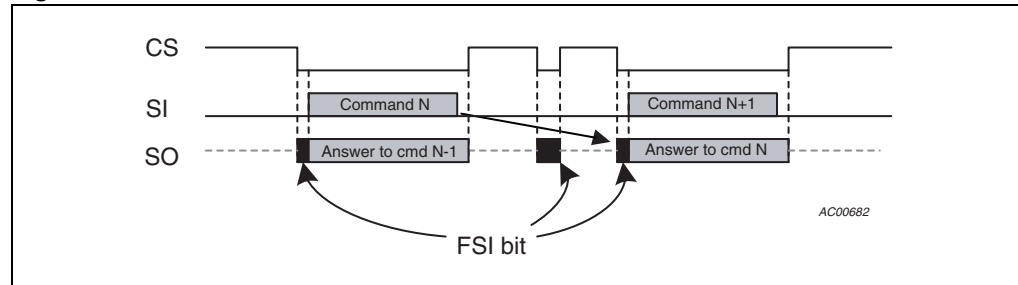 CS
SI
Command N
Command N+1
SO
Answer to cmd N-1
Answer to cmd N
AC00682
FSI bit